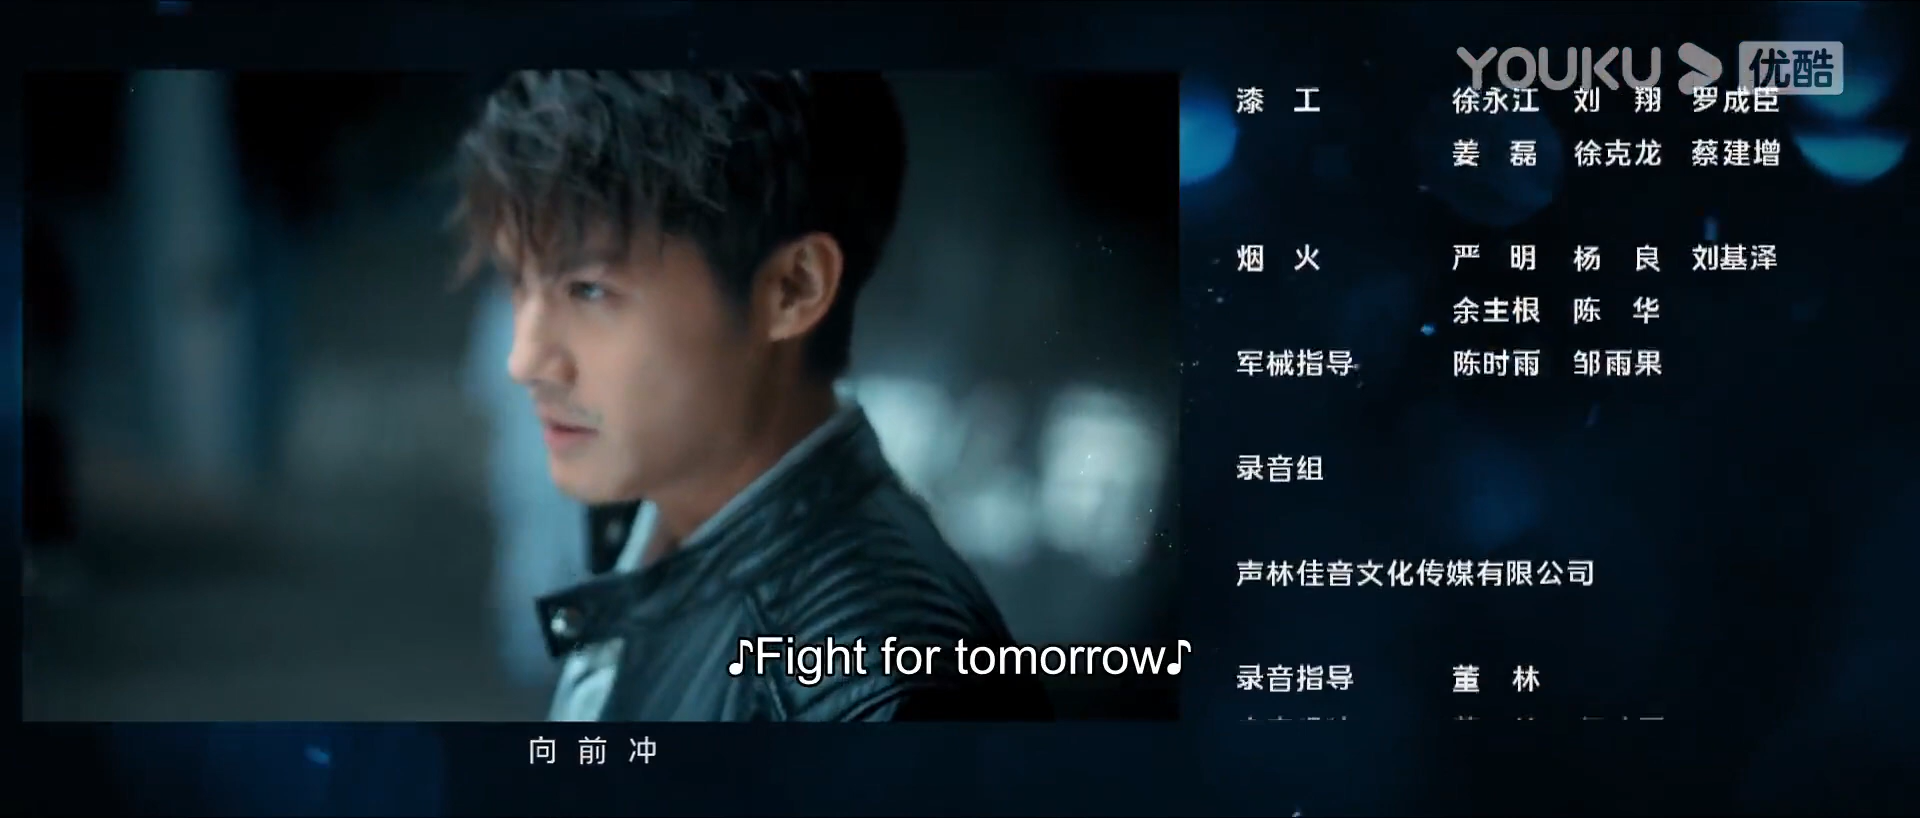 YOUKU 优酷
漆 工 徐永江 刘 翔 罗成臣
姜 磊 徐克龙 蔡建增
烟 火 严 明 杨 良 刘基泽
余主根 陈 华
军械指导 陈时雨 邹雨果
录音组
声林佳音文化传媒有限公司
♪Fight for tomorrow♪
录音指导 董 林
向 前 冲